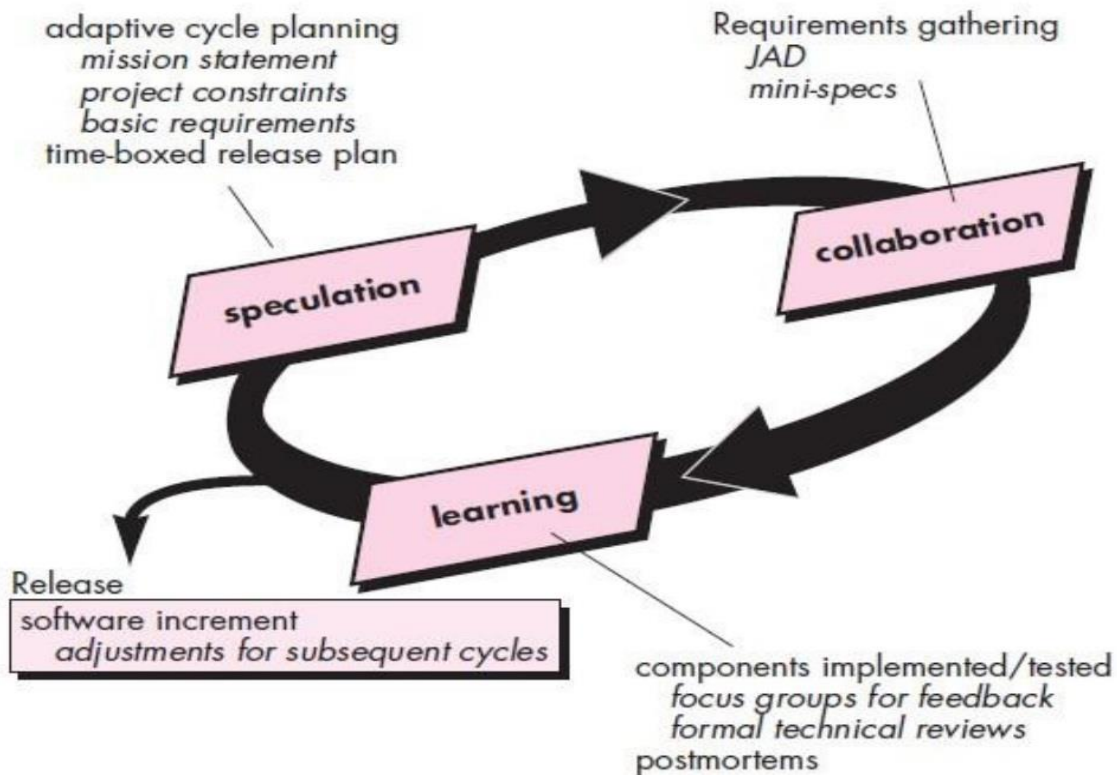 adaptive cycle planning
mission statement
project constraints
basic requirements
time-boxed release plan
Requirements gathering
JAD
mini-specs
speculation
collaboration
learning
Release
software increment
adjustments for subsequent cycles
components implemented/tested
focus groups for feedback
formal technical reviews
postmortems